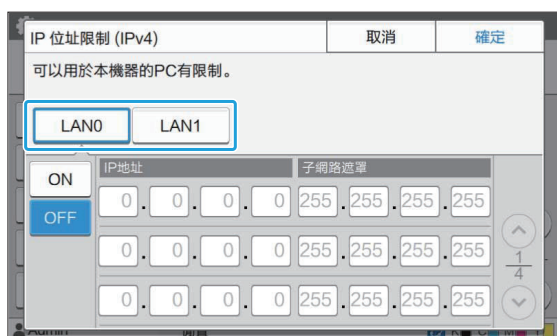 IP 位址限制 (IPv4) 取消 確定
可以用於本機器的PC有限制。
LAN0 LAN1
IP地址 子網路遮罩
ON
OFF
0 . 0 . 0 . 0 255 . 255 . 255 . 255
0 . 0 . 0 . 0 255 . 255 . 255 . 255
1
4
0 . 0 . 0 . 0 255 . 255 . 255 . 255
Admin